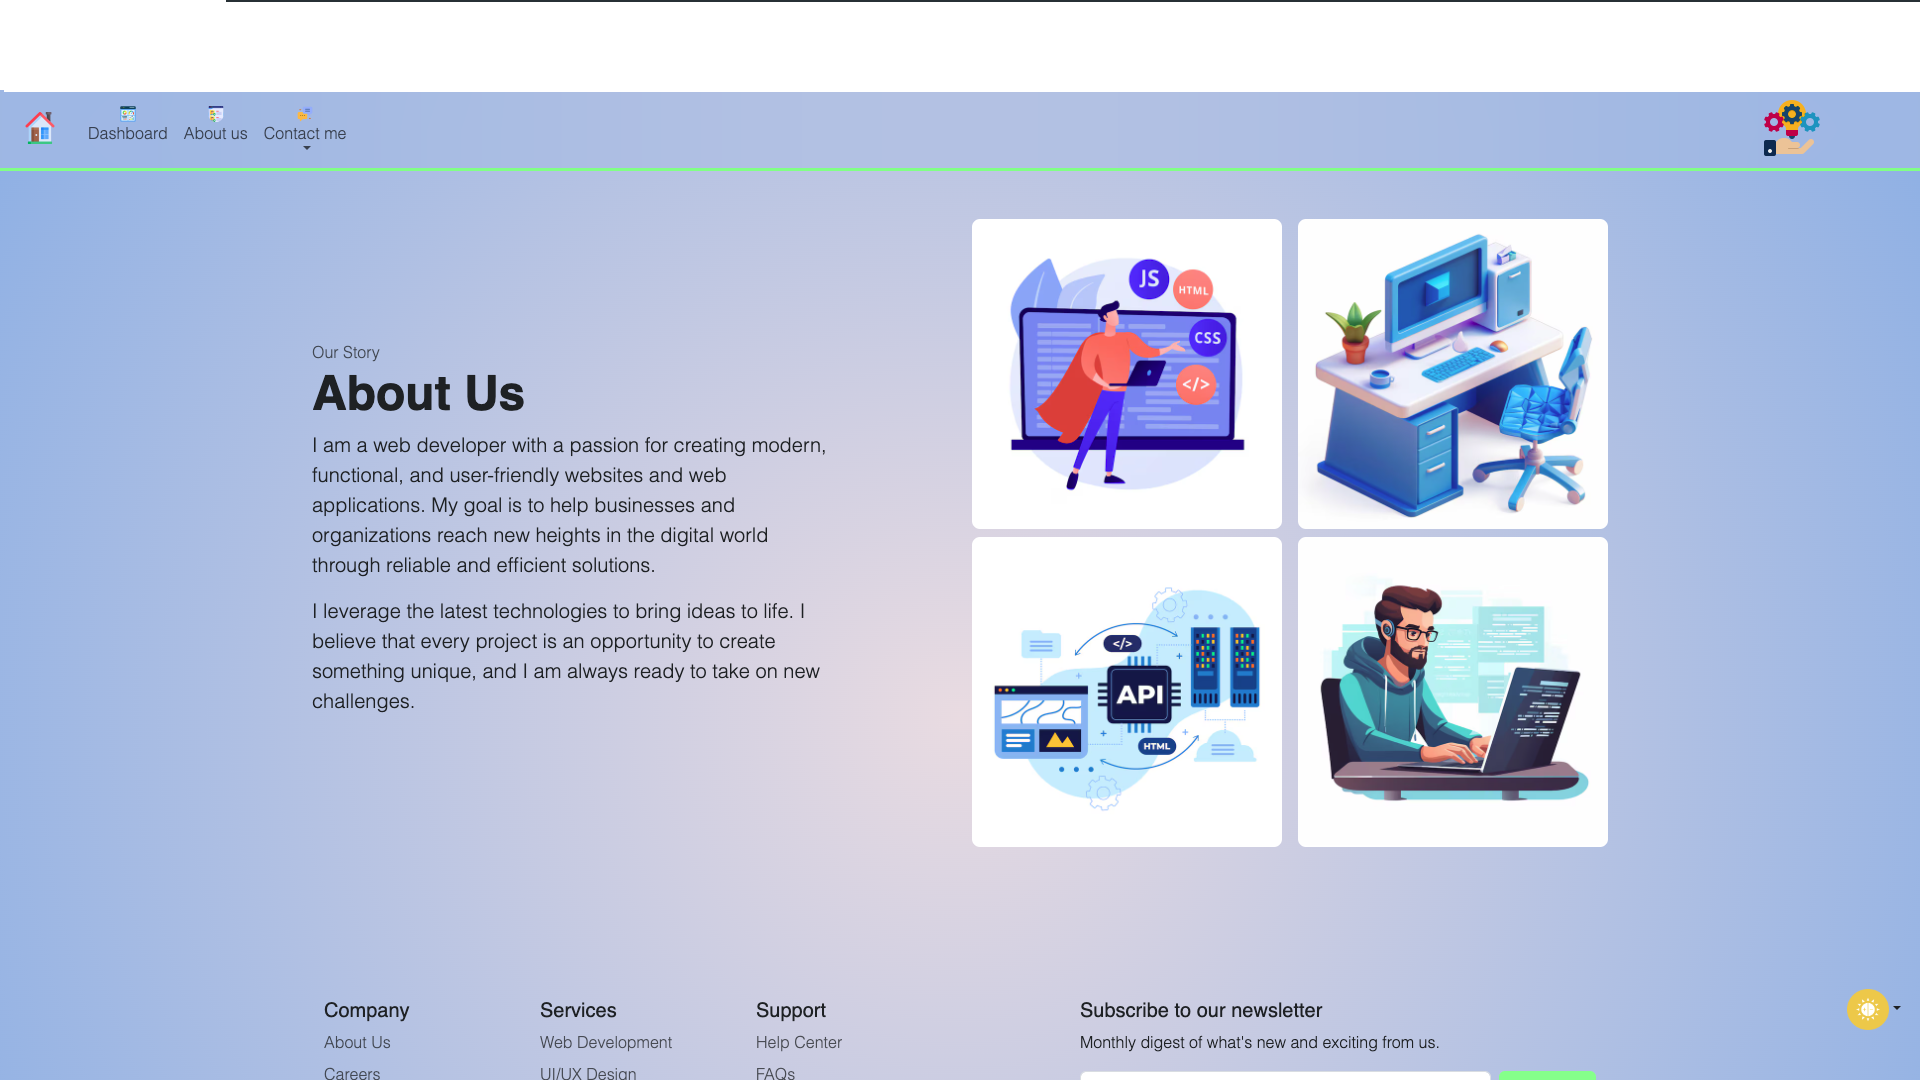 Dashboard
About us
Contact me
Our Story
About Us
I am a web developer with a passion for creating modern,
functional, and user-friendly websites and web
applications. My goal is to help businesses and
organizations reach new heights in the digital world
through reliable and efficient solutions.
I leverage the latest technologies to bring ideas to life. I
believe that every project is an opportunity to create
something unique, and I am always ready to take on new
challenges.
JS
HTML
CSS
</>
</>
API
HTML
Company
About Us
Careers
Services
Web Development
UI/UX Design
Support
Help Center
FAQs
Subscribe to our newsletter
Monthly digest of what's new and exciting from us.